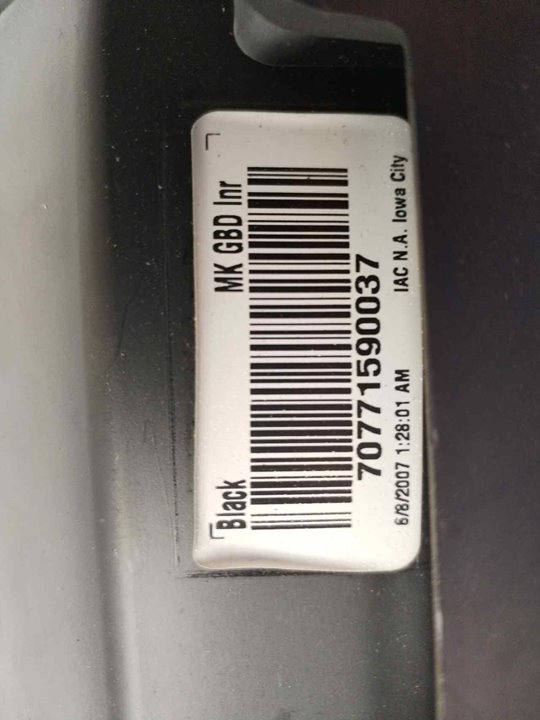 Black MK GBD Inr
70771590037
6/8/2007 1:28:01 AM IAC N.A. Iowa City